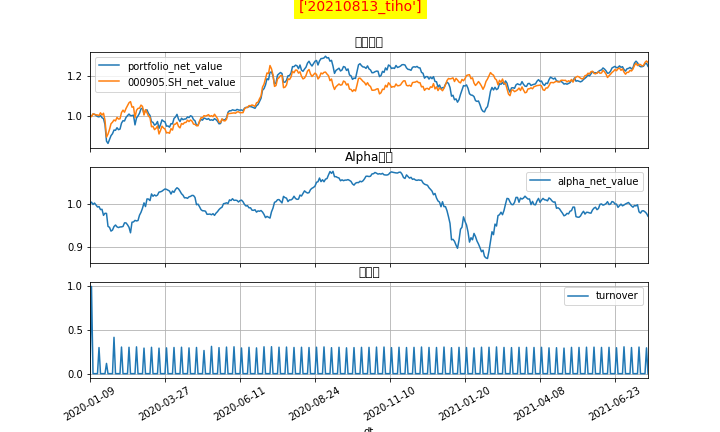 ['20210813_tiho']
portfolio_net_value
000905.SH_net_value
1.2
1.0
Alpha
alpha_net_value
1.0
0.9
turnover
1.0
0.5
0.0
2020-01-09
2020-03-27
2020-06-11
2020-08-24
2020-11-10
2021-01-20
2021-04-08
2021-06-23
dt